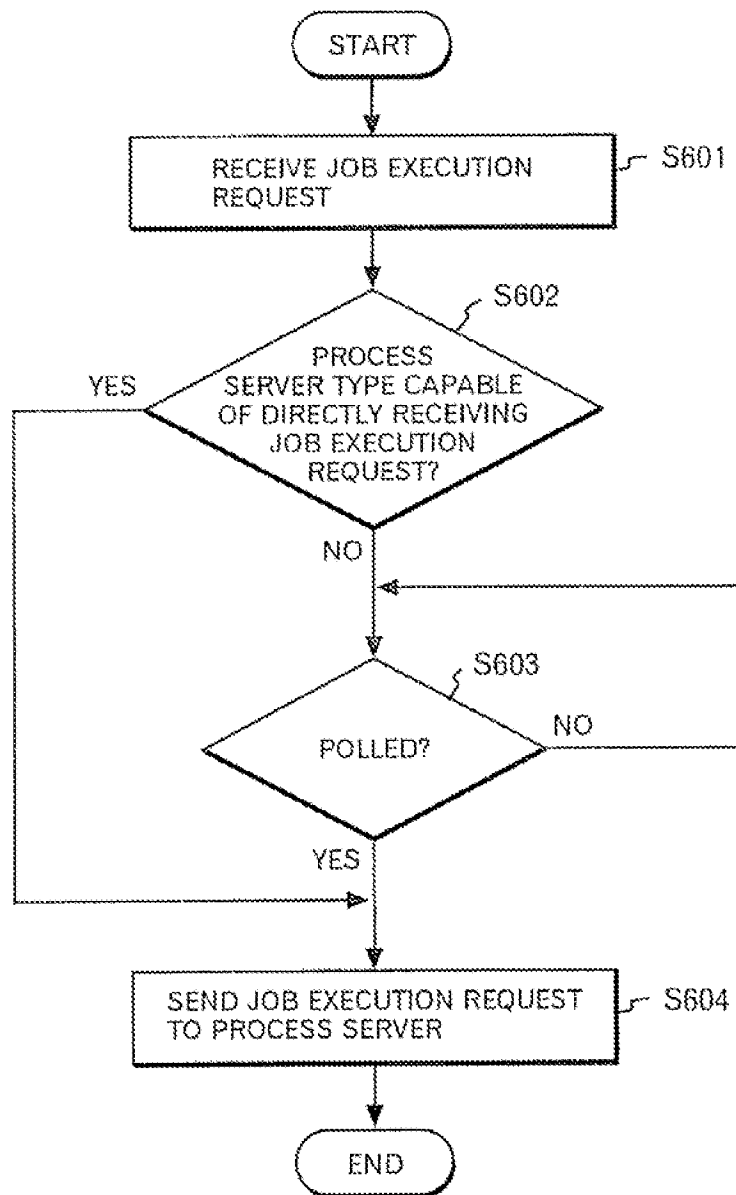 START
RECEIVE JOB EXECUTION
REQUEST
S601
S602
PROCESS
SERVER TYPE CAPABLE
OF DIRECTLY RECEIVING
JOB EXECUTION
REQUEST?
YES
NO
S603
POLLED?
NO
YES
SEND JOB EXECUTION REQUEST
TO PROCESS SERVER
S604
END